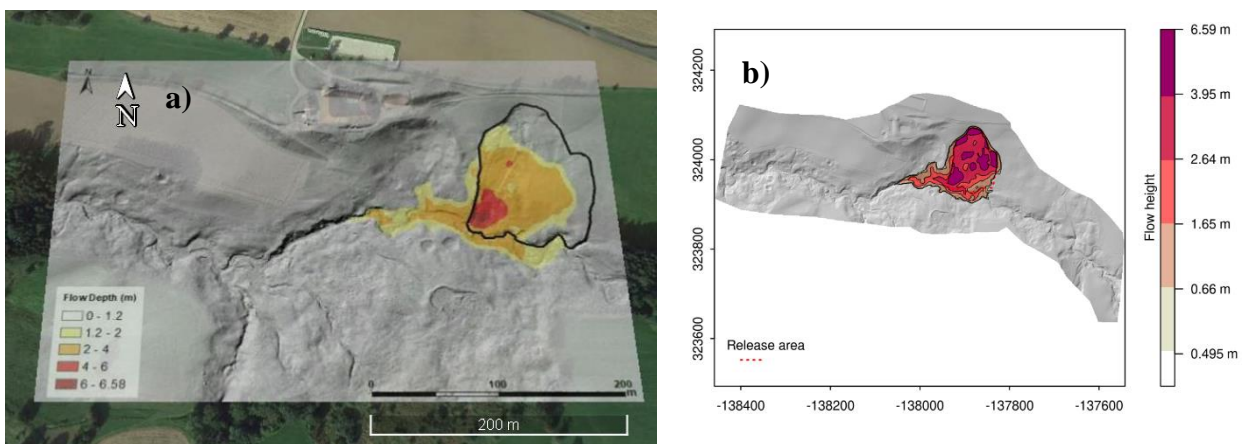 N
N
a)
Flow Depth (m)
0 - 1.2
1.2 - 2
2 - 4
4 - 6
6 - 6.58
0 100 200
m
200 m
b)
324200
324000
323800
323600
Release area
-138400 -138200 -138000 -137800 -137600
Flow height
6.59 m
3.95 m
2.64 m
1.65 m
0.66 m
0.495 m